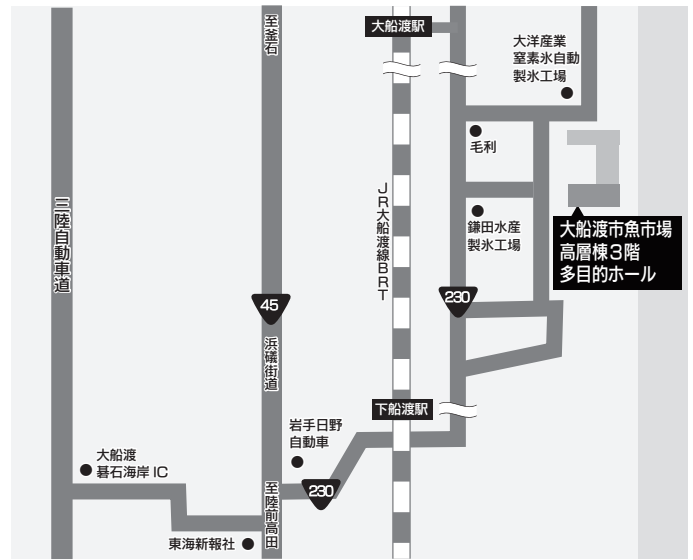 至釜石
大船渡駅
大洋産業
窒素氷自動
製氷工場
毛利
三陸自動車道
JR大船渡線BRT
鎌田水産
製氷工場
大船渡市魚市場
高層棟3階
多目的ホール
45
230
浜磯街道
下船渡駅
岩手日野
自動車
大船渡
碁石海岸 IC
230
至陸前高田
東海新報社